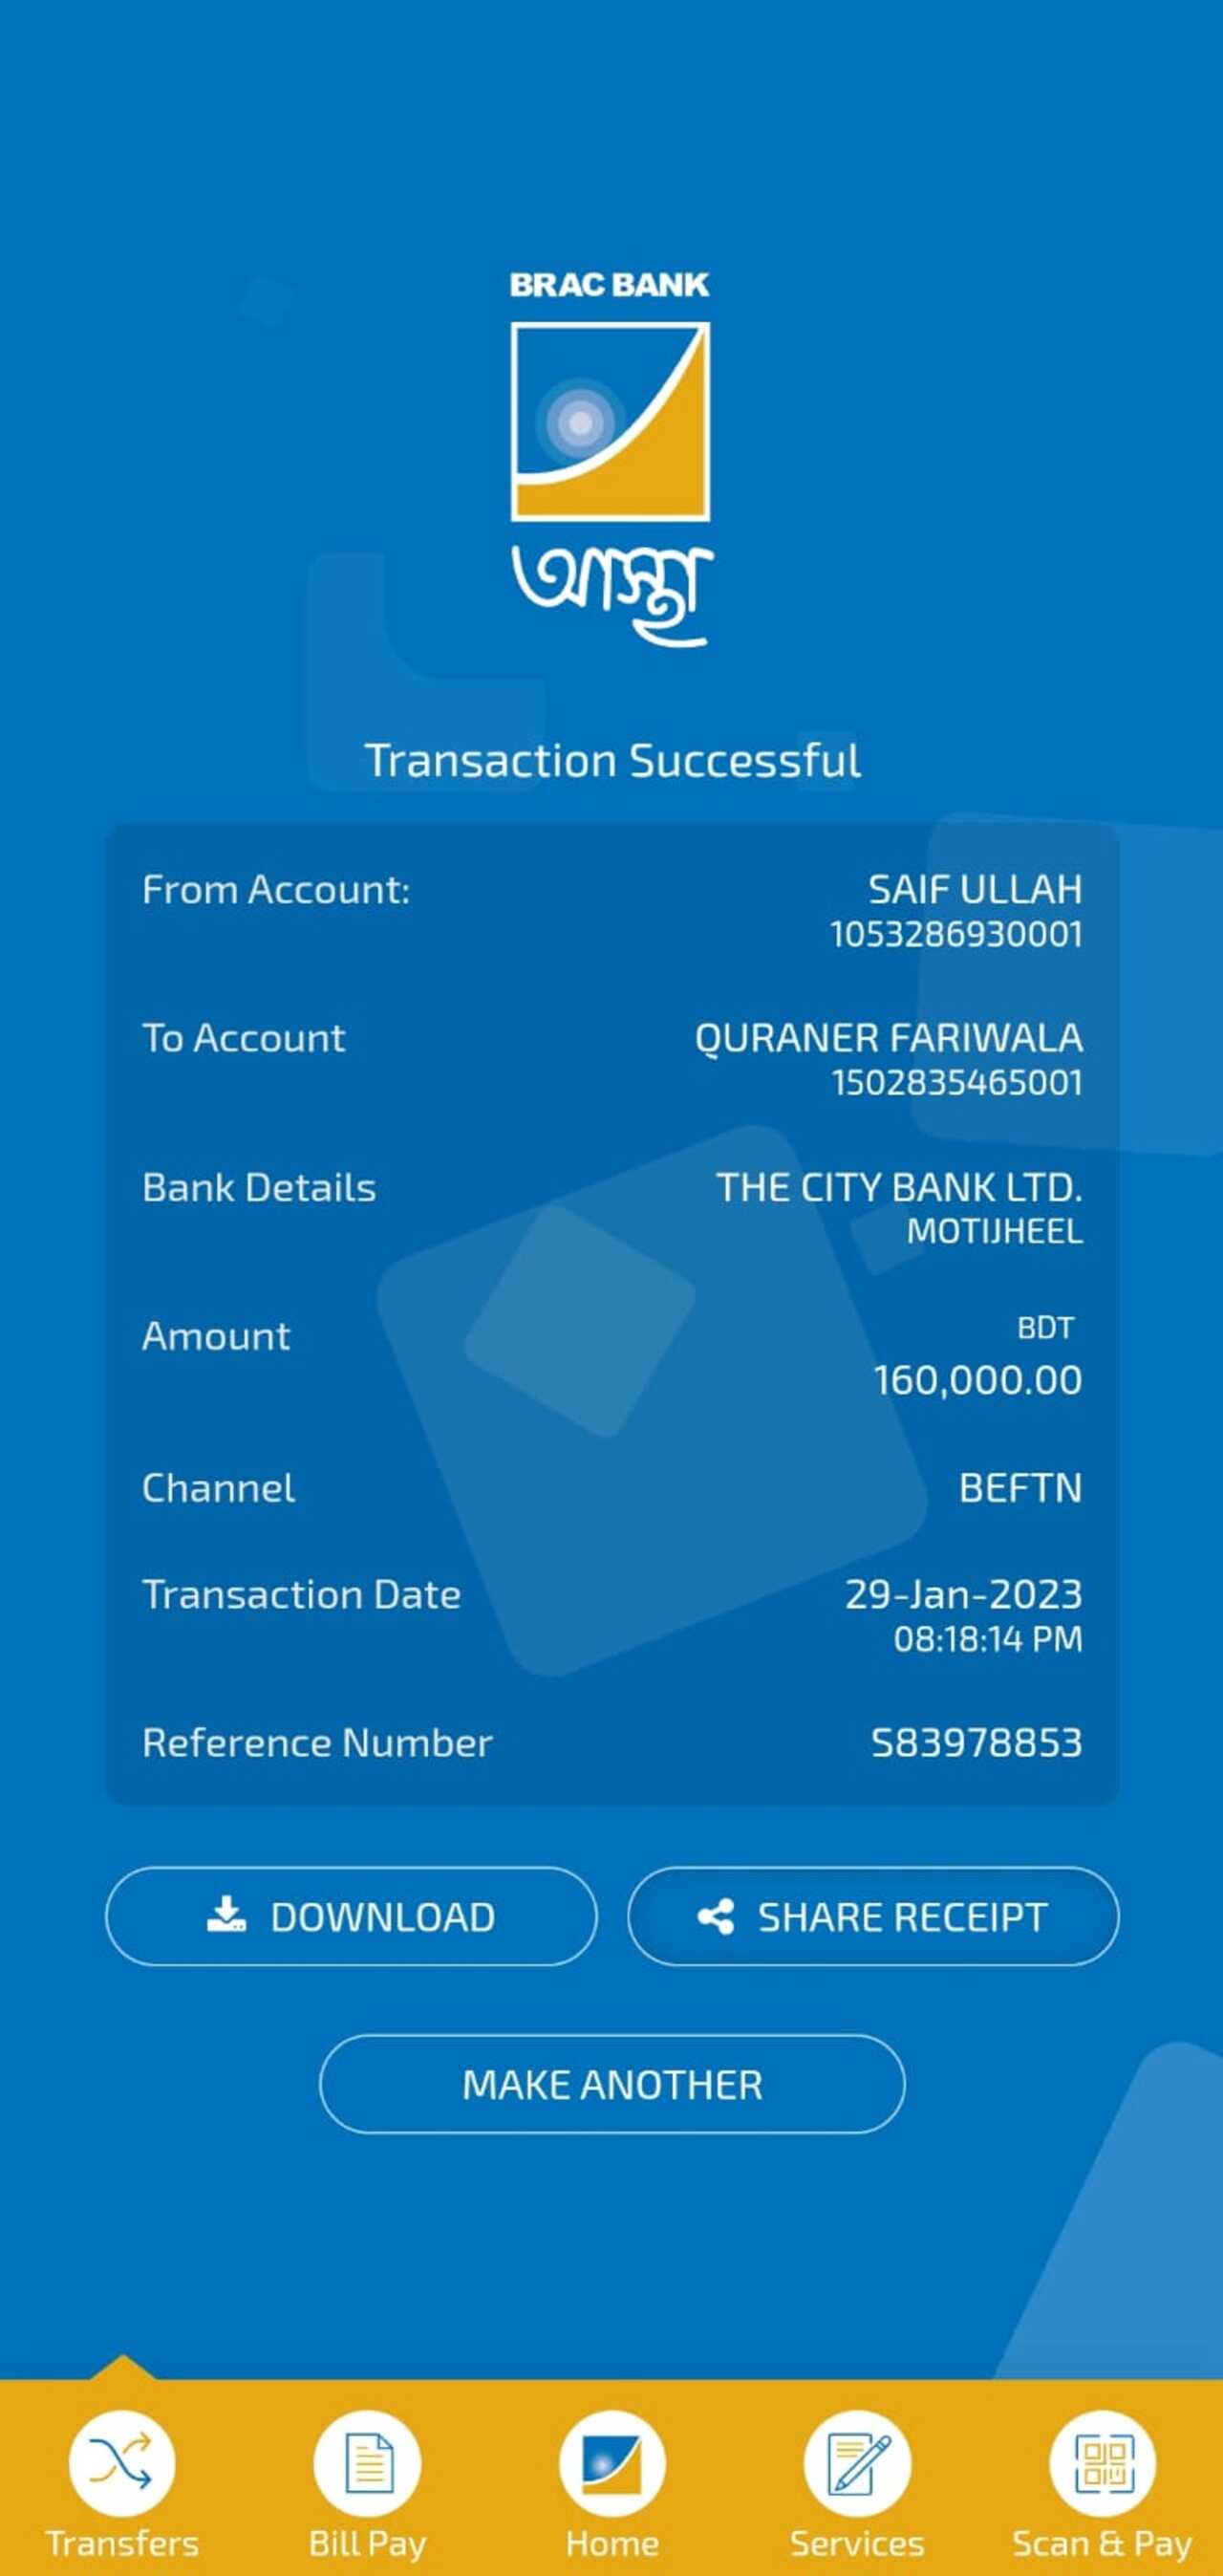 BRAC BANK
আস্থা
Transaction Successful
From Account:
SAIF ULLAH
1053286930001
To Account
QURANER FARIWALA
1502835465001
Bank Details
THE CITY BANK LTD.
MOTIJHEEL
Amount
BDT
160,000.00
Channel
BEFTN
Transaction Date
29-Jan-2023
08:18:14 PM
Reference Number
S83978853
DOWNLOAD
SHARE RECEIPT
MAKE ANOTHER
Transfers
Bill Pay
Home
Services
Scan & Pay